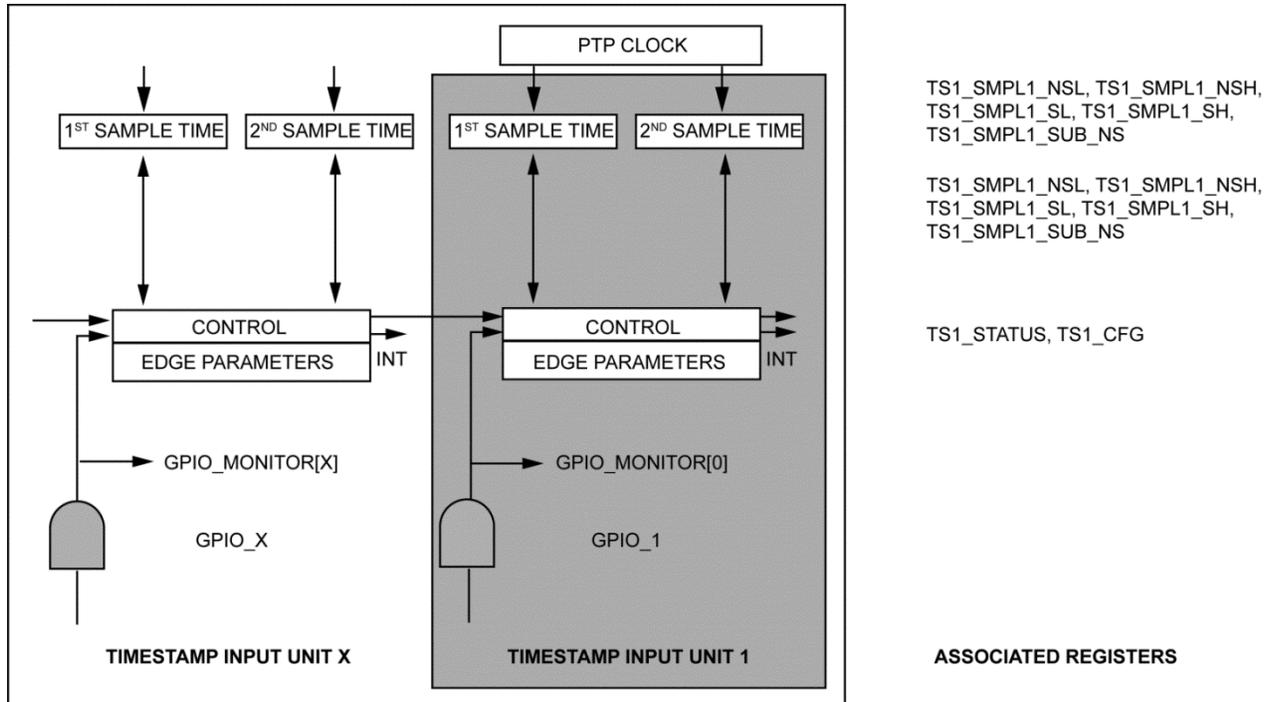 PTP CLOCK
1ST SAMPLE TIME
2ND SAMPLE TIME
1ST SAMPLE TIME
2ND SAMPLE TIME
TS1_SMPL1_NSL, TS1_SMPL1_NSH,
TS1_SMPL1_SL, TS1_SMPL1_SH,
TS1_SMPL1_SUB_NS
TS1_SMPL1_NSL, TS1_SMPL1_NSH,
TS1_SMPL1_SL, TS1_SMPL1_SH,
TS1_SMPL1_SUB_NS
CONTROL
EDGE PARAMETERS
INT
CONTROL
EDGE PARAMETERS
INT
TS1_STATUS, TS1_CFG
GPIO_MONITOR[X]
GPIO_MONITOR[0]
GPIO_X
GPIO_1
TIMESTAMP INPUT UNIT X
TIMESTAMP INPUT UNIT 1
ASSOCIATED REGISTERS